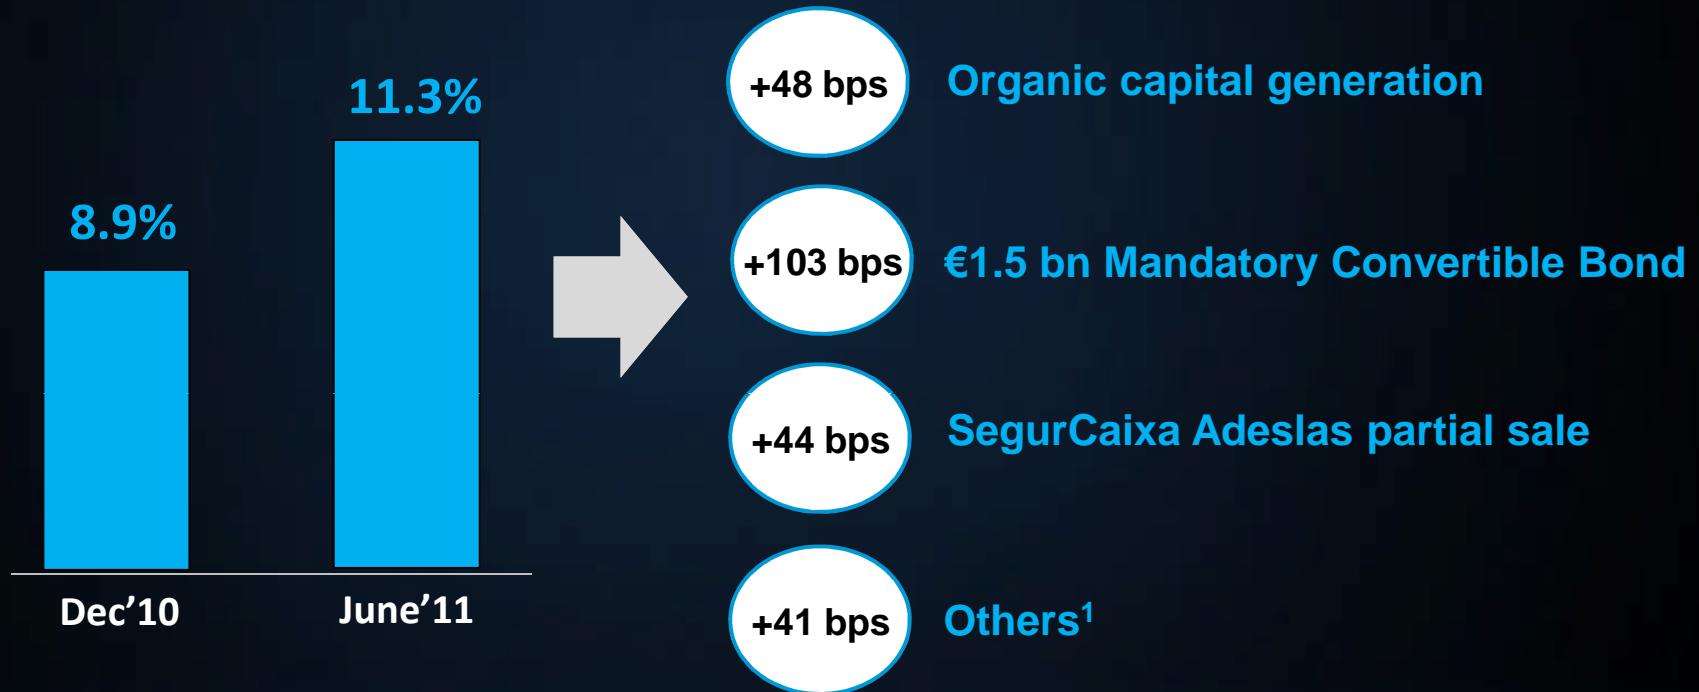 11.3%
8.9%
Dec’10
June’11
+48 bps
Organic capital generation
+103 bps
€1.5 bn Mandatory Convertible Bond
+44 bps
SegurCaixa Adeslas partial sale
+41 bps
Others¹